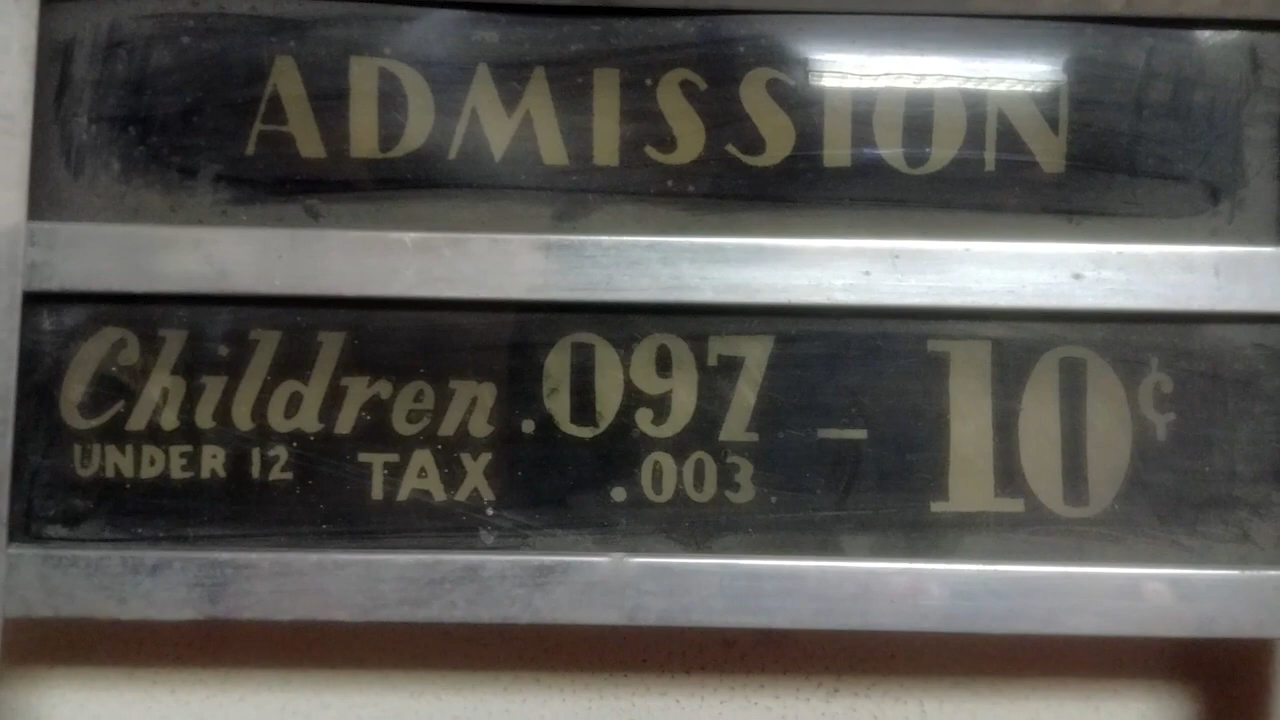 ADMISSION
Children .097 – 10¢
UNDER 12 TAX .003